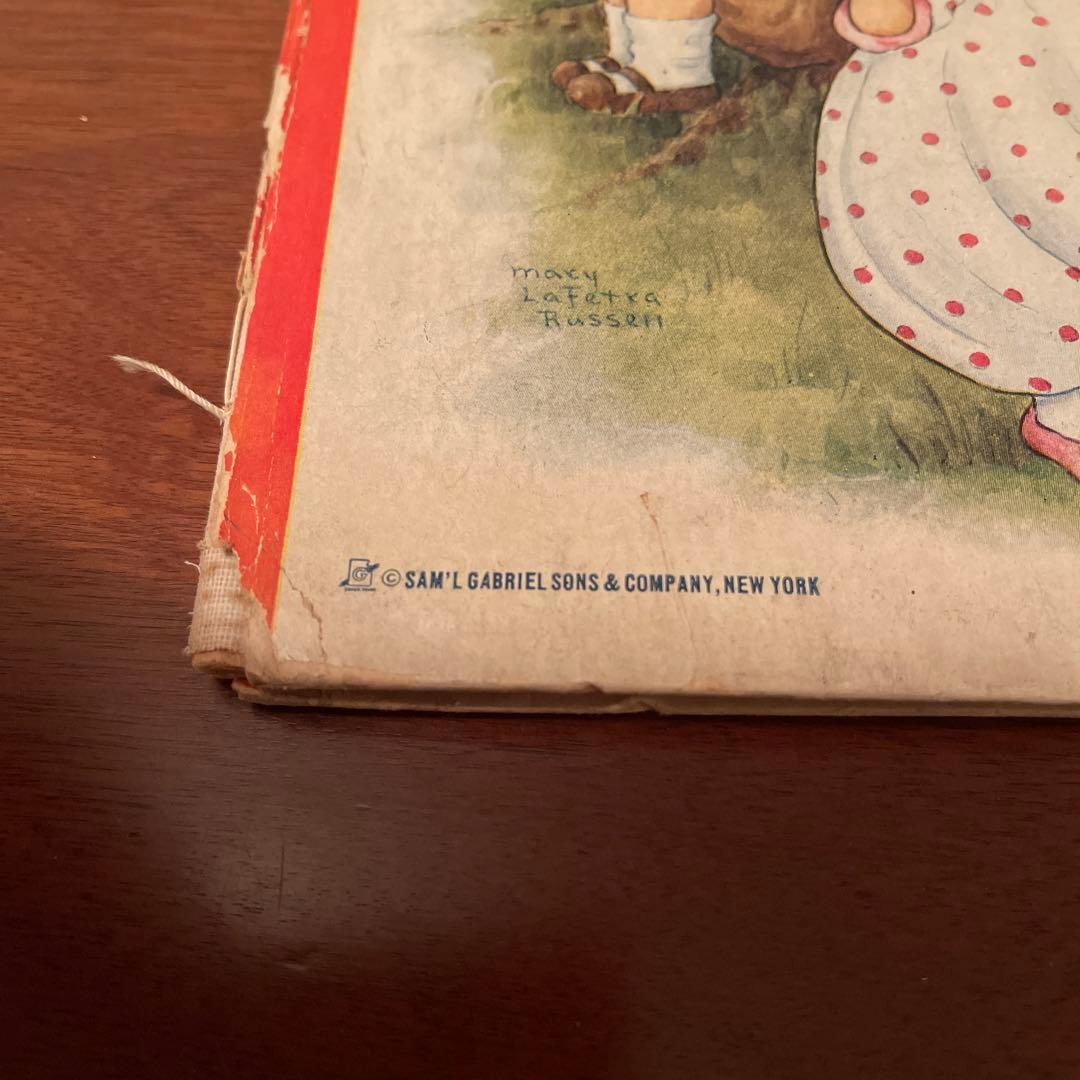 Mary
LaFetra
Russell
G
© SAM'L GABRIEL SONS & COMPANY, NEW YORK